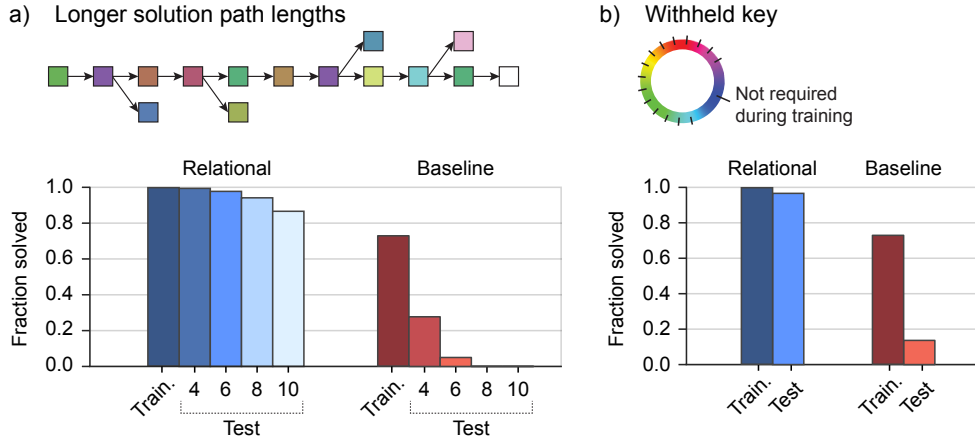 a) Longer solution path lengths
Relational
Baseline
Fraction solved
1.0
0.8
0.6
0.4
0.2
0.0
Train. 4 6 8 10
Test
Train. 4 6 8 10
Test
b) Withheld key
Not required
during training
Relational
Baseline
Fraction solved
1.0
0.8
0.6
0.4
0.2
0.0
Train. Test
Train. Test